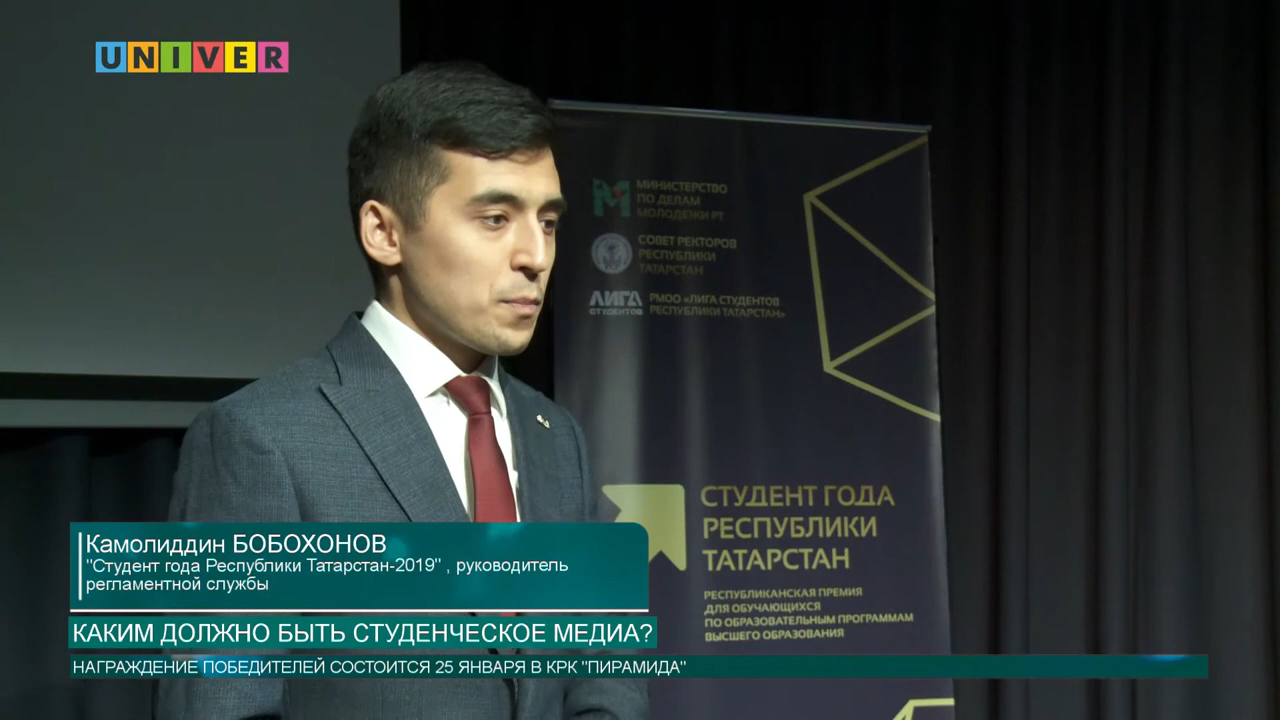 UNIVER
МИНИСТЕРСТВО
ПО ДЕЛАМ
МОЛОДЕЖИ РТ
СОВЕТ РЕКТОРОВ
РЕСПУБЛИКИ
ТАТАРСТАН
ЛИГА
СТУДЕНТОВ
РМОО «ЛИГА СТУДЕНТОВ
РЕСПУБЛИКИ ТАТАРСТАН»
СТУДЕНТ ГОДА
РЕСПУБЛИКИ
ТАТАРСТАН
РЕСПУБЛИКАНСКАЯ ПРЕМИЯ
ДЛЯ ОБУЧАЮЩИХСЯ
ПО ОБРАЗОВАТЕЛЬНЫМ ПРОГРАММАМ
ВЫСШЕГО ОБРАЗОВАНИЯ
Камолиддин БОБОХОНОВ
"Студент года Республики Татарстан-2019" , руководитель
регламентной службы
КАКИМ ДОЛЖНО БЫТЬ СТУДЕНЧЕСКОЕ МЕДИА?
НАГРАЖДЕНИЕ ПОБЕДИТЕЛЕЙ СОСТОИТСЯ 25 ЯНВАРЯ В КРК "ПИРАМИДА"